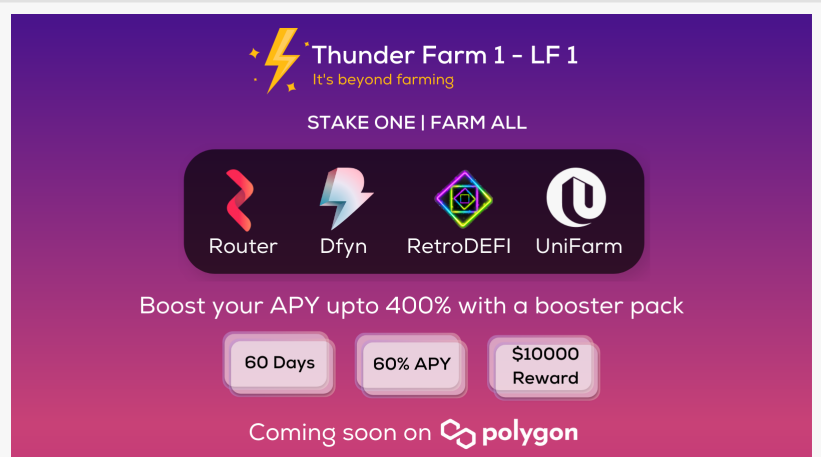 Thunder Farm 1 - LF 1
It's beyond farming
STAKE ONE | FARM ALL
Router Dfyn RetroDEFI UniFarm
Boost your APY upto 400% with a booster pack
60 Days 60% APY $10000 Reward
Coming soon on polygon